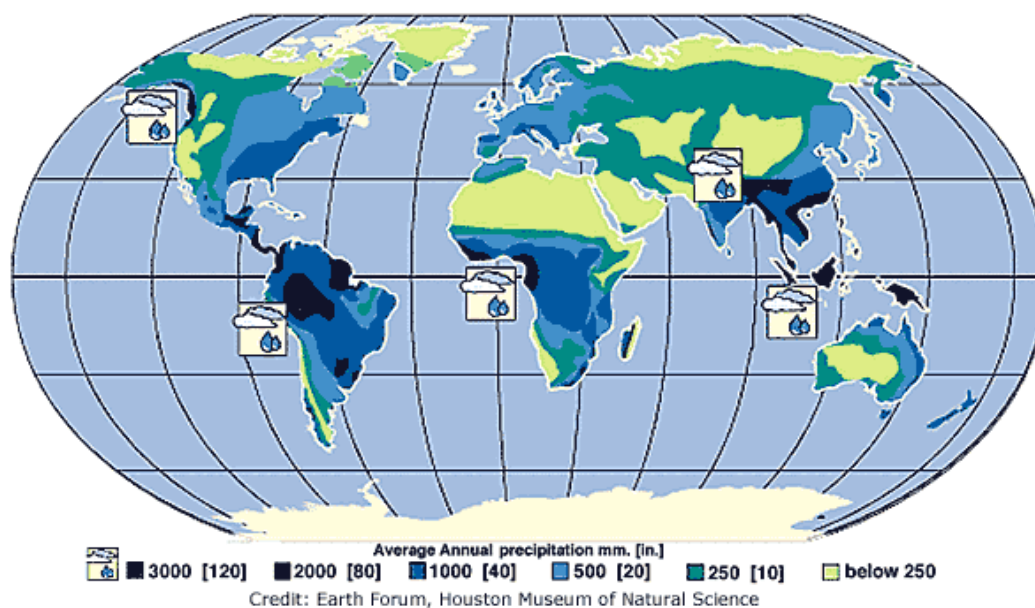 Average Annual precipitation mm. [in.]
3000 [120] 2000 [80] 1000 [40] 500 [20] 250 [10] below 250
Credit: Earth Forum, Houston Museum of Natural Science